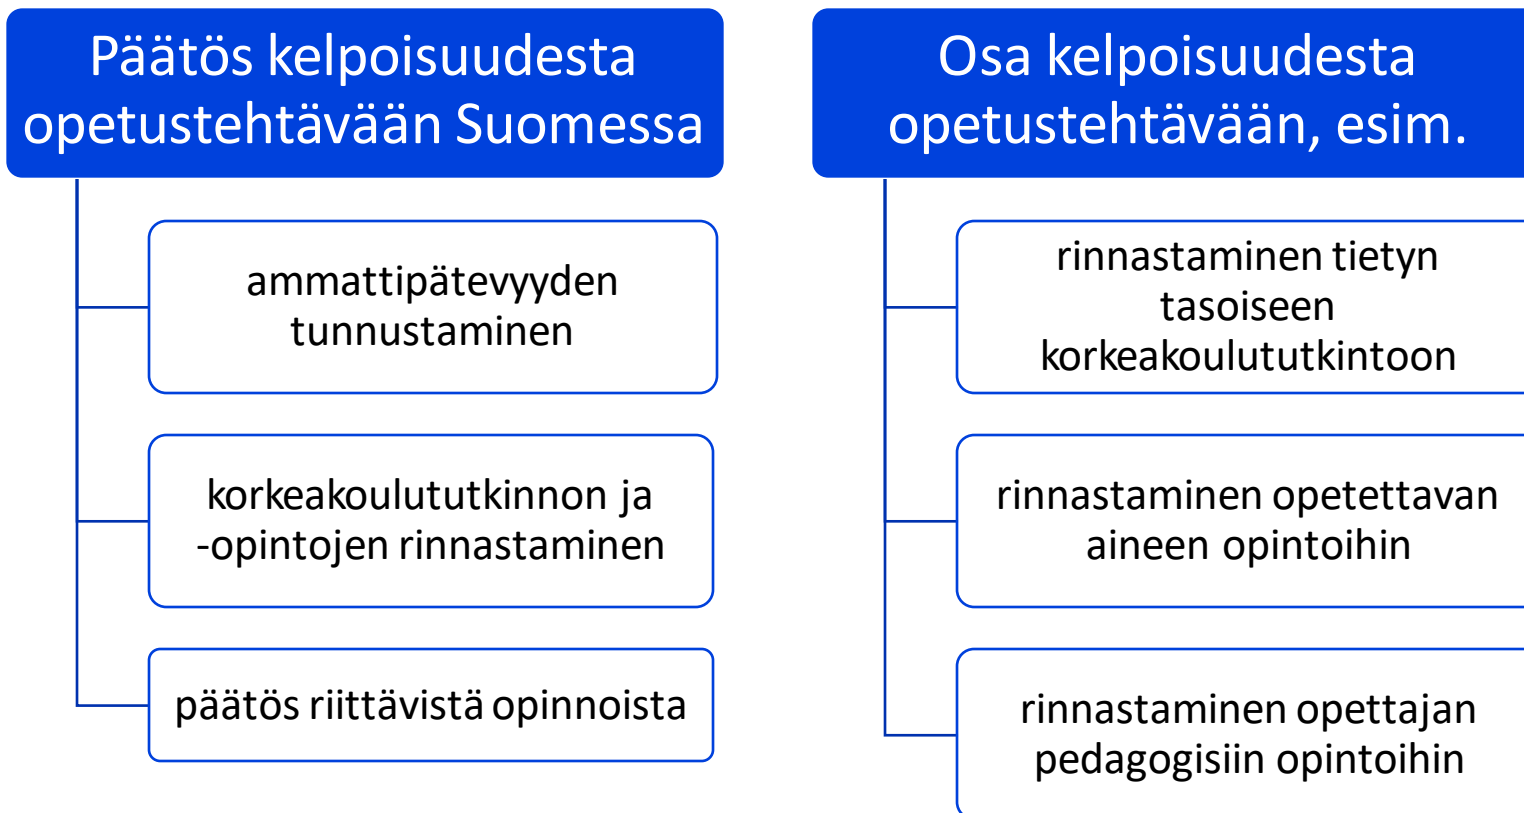 Päätös kelpoisuudesta
opetustehtävään Suomessa
ammattipätevyyden
tunnustaminen
korkeakoulututkinnon ja
-opintojen rinnastaminen
päätös riittävistä opinnoista
Osa kelpoisuudesta
opetustehtävään, esim.
rinnastaminen tietyn
tasoiseen
korkeakoulututkintoon
rinnastaminen opetettavan
aineen opintoihin
rinnastaminen opettajan
pedagogisiin opintoihin